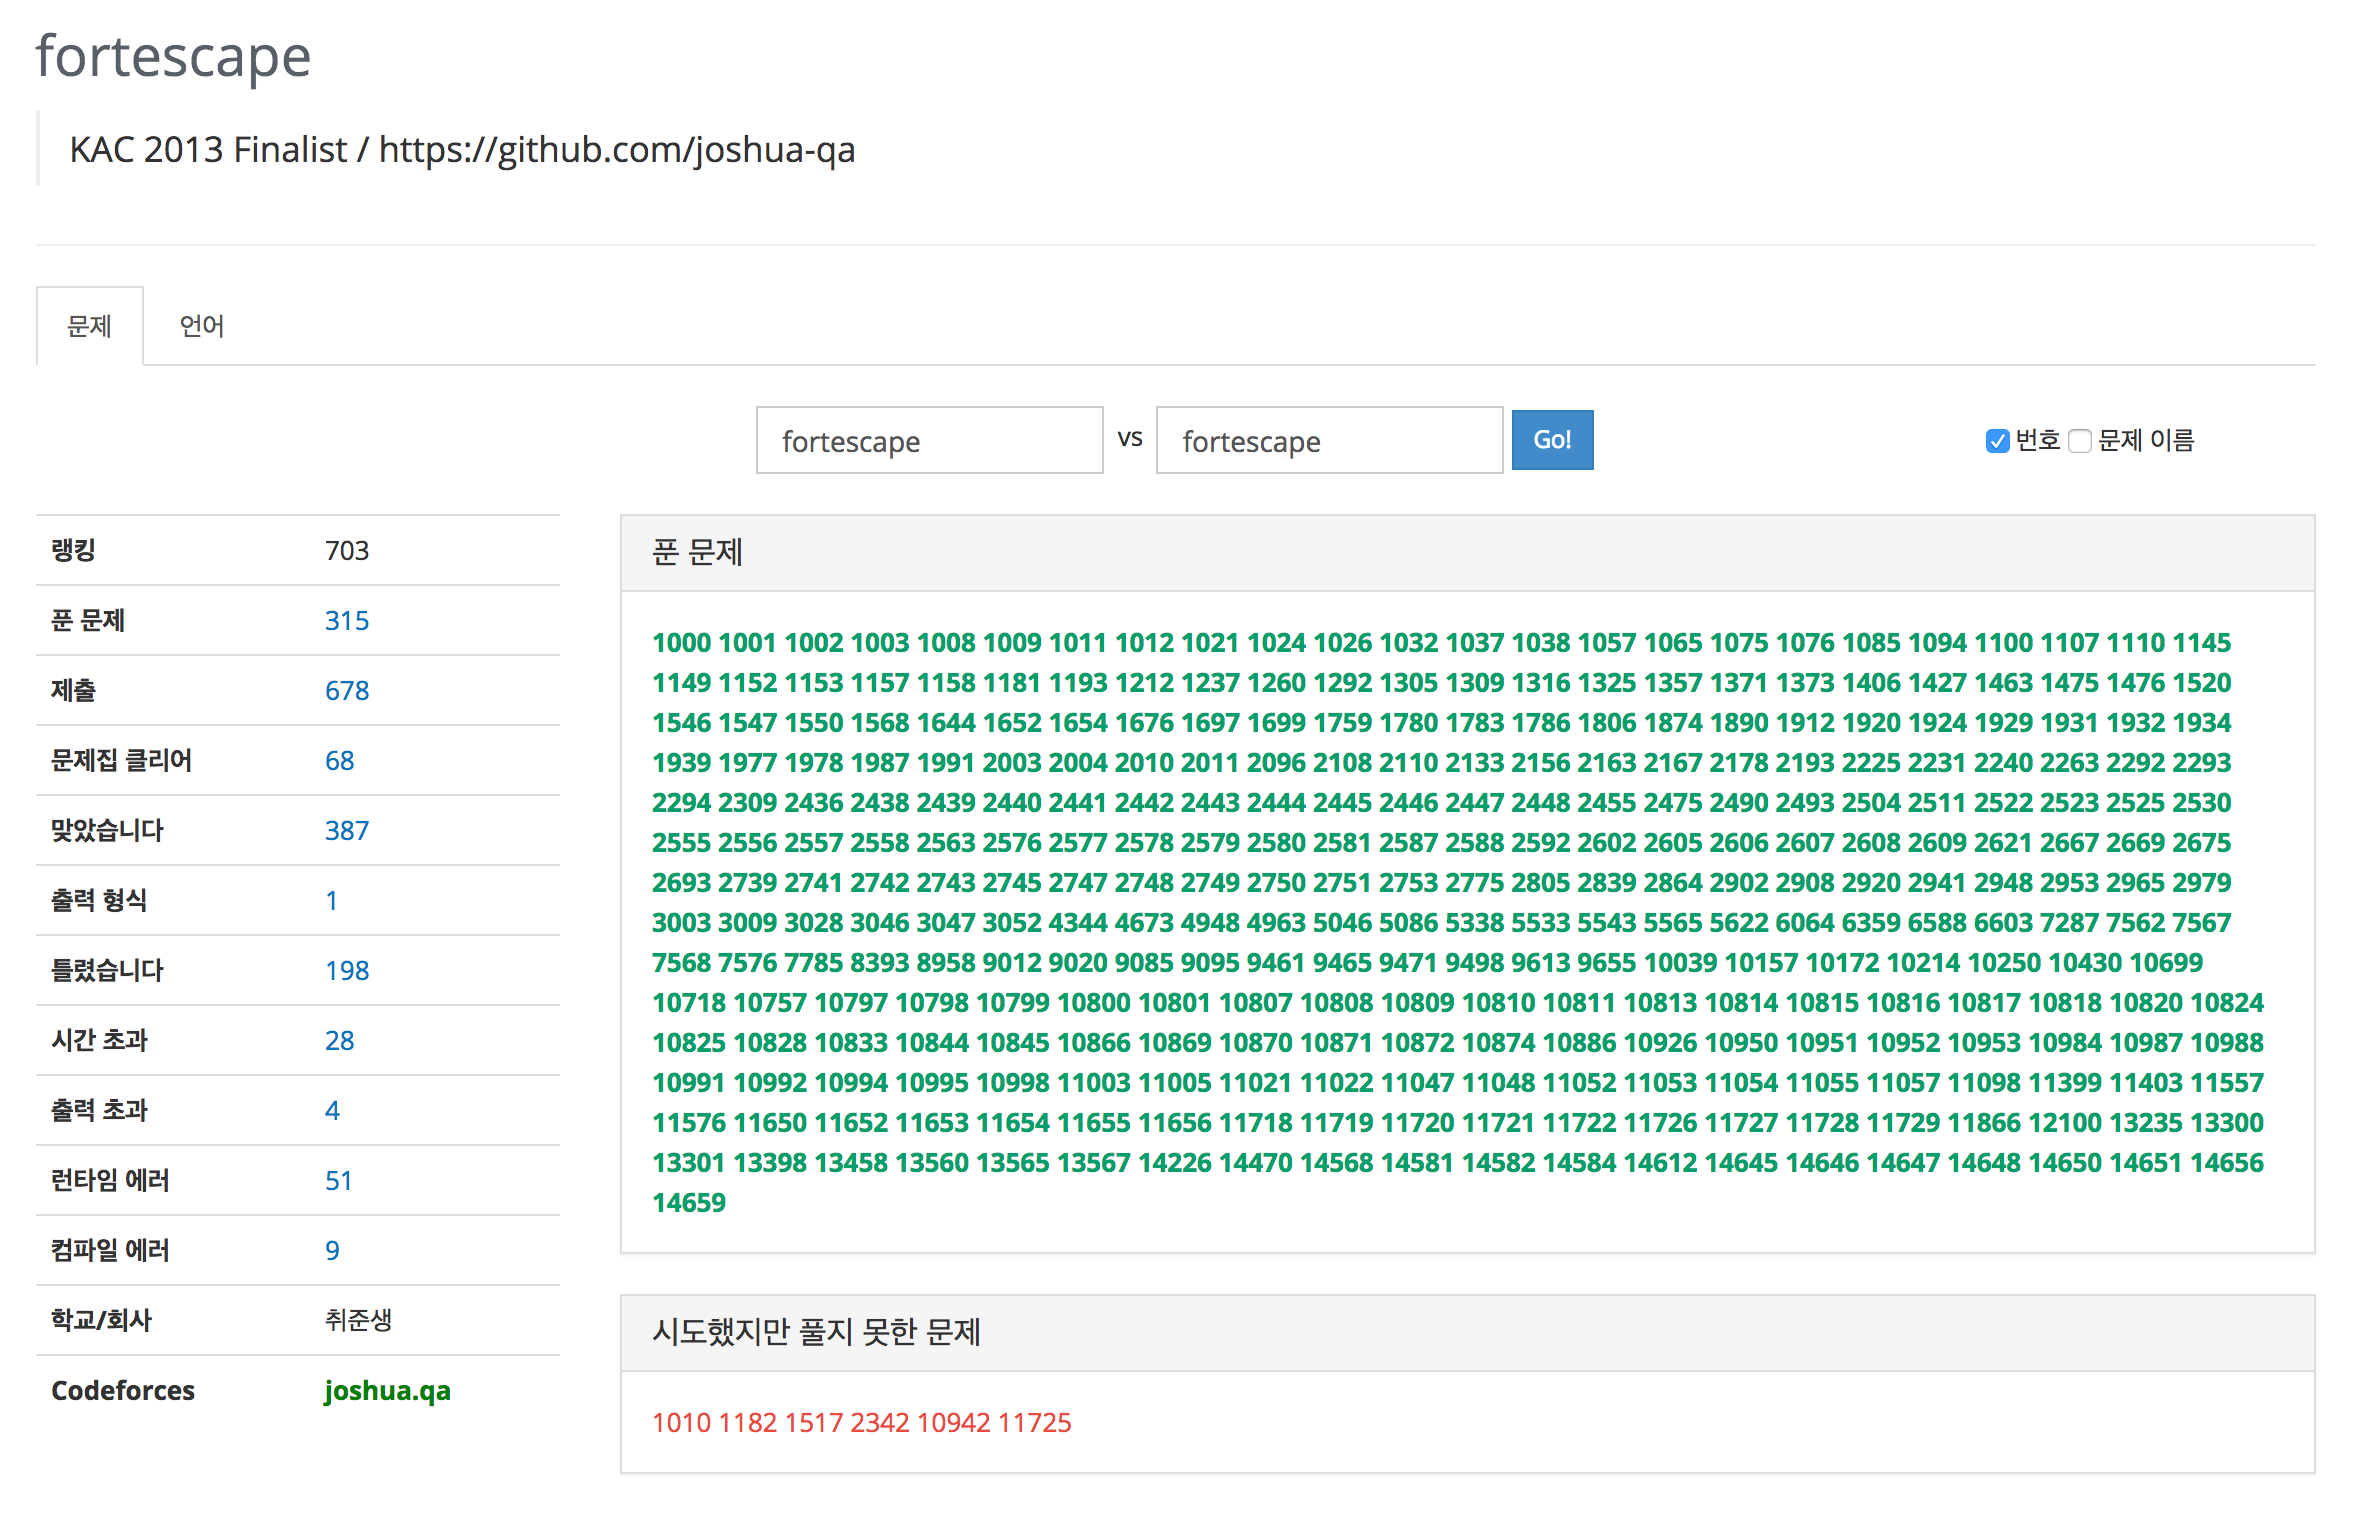 fortescape
KAC 2013 Finalist / https://github.com/joshua-qa
문제 언어
fortescape vs fortescape Go! 번호 문제 이름
랭킹 703
푼 문제 315
제출 678
문제집 클리어 68
맞았습니다 387
출력 형식 1
틀렸습니다 198
시간 초과 28
출력 초과 4
런타임 에러 51
컴파일 에러 9
학교/회사 취준생
Codeforces joshua.qa
푼 문제
1000 1001 1002 1003 1008 1009 1011 1012 1021 1024 1026 1032 1037 1038 1057 1065 1075 1076 1085 1094 1100 1107 1110 1145
1149 1152 1153 1157 1158 1181 1193 1212 1237 1260 1292 1305 1309 1316 1325 1357 1371 1373 1406 1427 1463 1475 1476 1520
1546 1547 1550 1568 1644 1652 1654 1676 1697 1699 1759 1780 1783 1786 1806 1874 1890 1912 1920 1924 1929 1931 1932 1934
1939 1977 1978 1987 1991 2003 2004 2010 2011 2096 2108 2110 2133 2156 2163 2167 2178 2193 2225 2231 2240 2263 2292 2293
2294 2309 2436 2438 2439 2440 2441 2442 2443 2444 2445 2446 2447 2448 2455 2475 2490 2493 2504 2511 2522 2523 2525 2530
2555 2556 2557 2558 2563 2576 2577 2578 2579 2580 2581 2587 2588 2592 2602 2605 2606 2607 2608 2609 2621 2667 2669 2675
2693 2739 2741 2742 2743 2745 2747 2748 2749 2750 2751 2753 2775 2805 2839 2864 2902 2908 2920 2941 2948 2953 2965 2979
3003 3009 3028 3046 3047 3052 4344 4673 4948 4963 5046 5086 5338 5533 5543 5565 5622 6064 6359 6588 6603 7287 7562 7567
7568 7576 7785 8393 8958 9012 9020 9085 9095 9461 9465 9471 9498 9613 9655 10039 10157 10172 10214 10250 10430 10699
10718 10757 10797 10798 10799 10800 10801 10807 10808 10809 10810 10811 10813 10814 10815 10816 10817 10818 10820 10824
10825 10828 10833 10844 10845 10866 10869 10870 10871 10872 10874 10886 10926 10950 10951 10952 10953 10984 10987 10988
10991 10992 10994 10995 10998 11003 11005 11021 11022 11047 11048 11052 11053 11054 11055 11057 11098 11399 11403 11557
11576 11650 11652 11653 11654 11655 11656 11718 11719 11720 11721 11722 11726 11727 11728 11729 11866 12100 13235 13300
13301 13398 13458 13560 13565 13567 14226 14470 14568 14581 14582 14584 14612 14645 14646 14647 14648 14650 14651 14656
14659
시도했지만 풀지 못한 문제
1010 1182 1517 2342 10942 11725